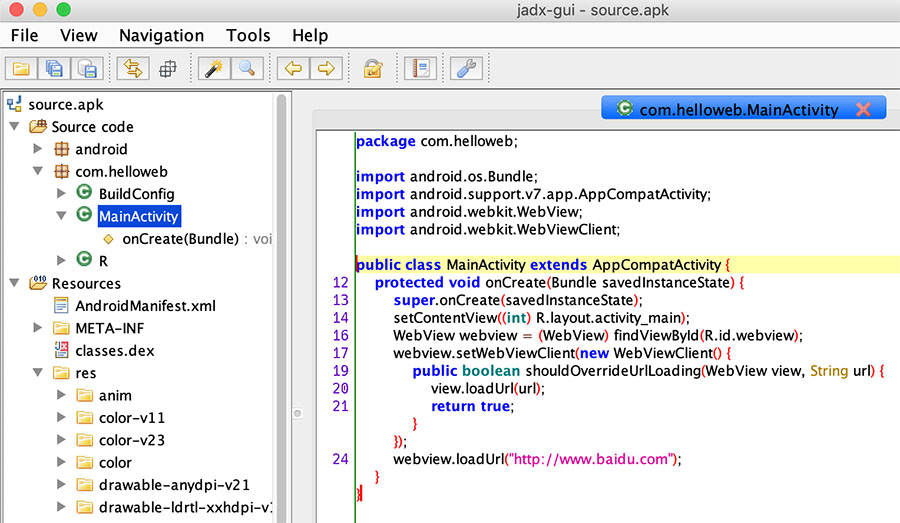 jadx-gui - source.apk
File View Navigation Tools Help
source.apk
Source code
android
com.helloweb
BuildConfig
MainActivity
onCreate(Bundle) : voi
R
Resources
AndroidManifest.xml
META-INF
classes.dex
res
anim
color-v11
color-v23
color
drawable-anydpi-v21
drawable-ldrtl-xxhdpi-v1
com.helloweb.MainActivity
package com.helloweb;
import android.os.Bundle;
import android.support.v7.app.AppCompatActivity;
import android.webkit.WebView;
import android.webkit.WebViewClient;
public class MainActivity extends AppCompatActivity {
12 protected void onCreate(Bundle savedInstanceState) {
13 super.onCreate(savedInstanceState);
14 setContentView((int) R.layout.activity_main);
16 WebView webview = (WebView) findViewById(R.id.webview);
17 webview.setWebViewClient(new WebViewClient() {
19 public boolean shouldOverrideUrlLoading(WebView view, String url) {
20 view.loadUrl(url);
21 return true;
}
});
24 webview.loadUrl("http://www.baidu.com");
}
}